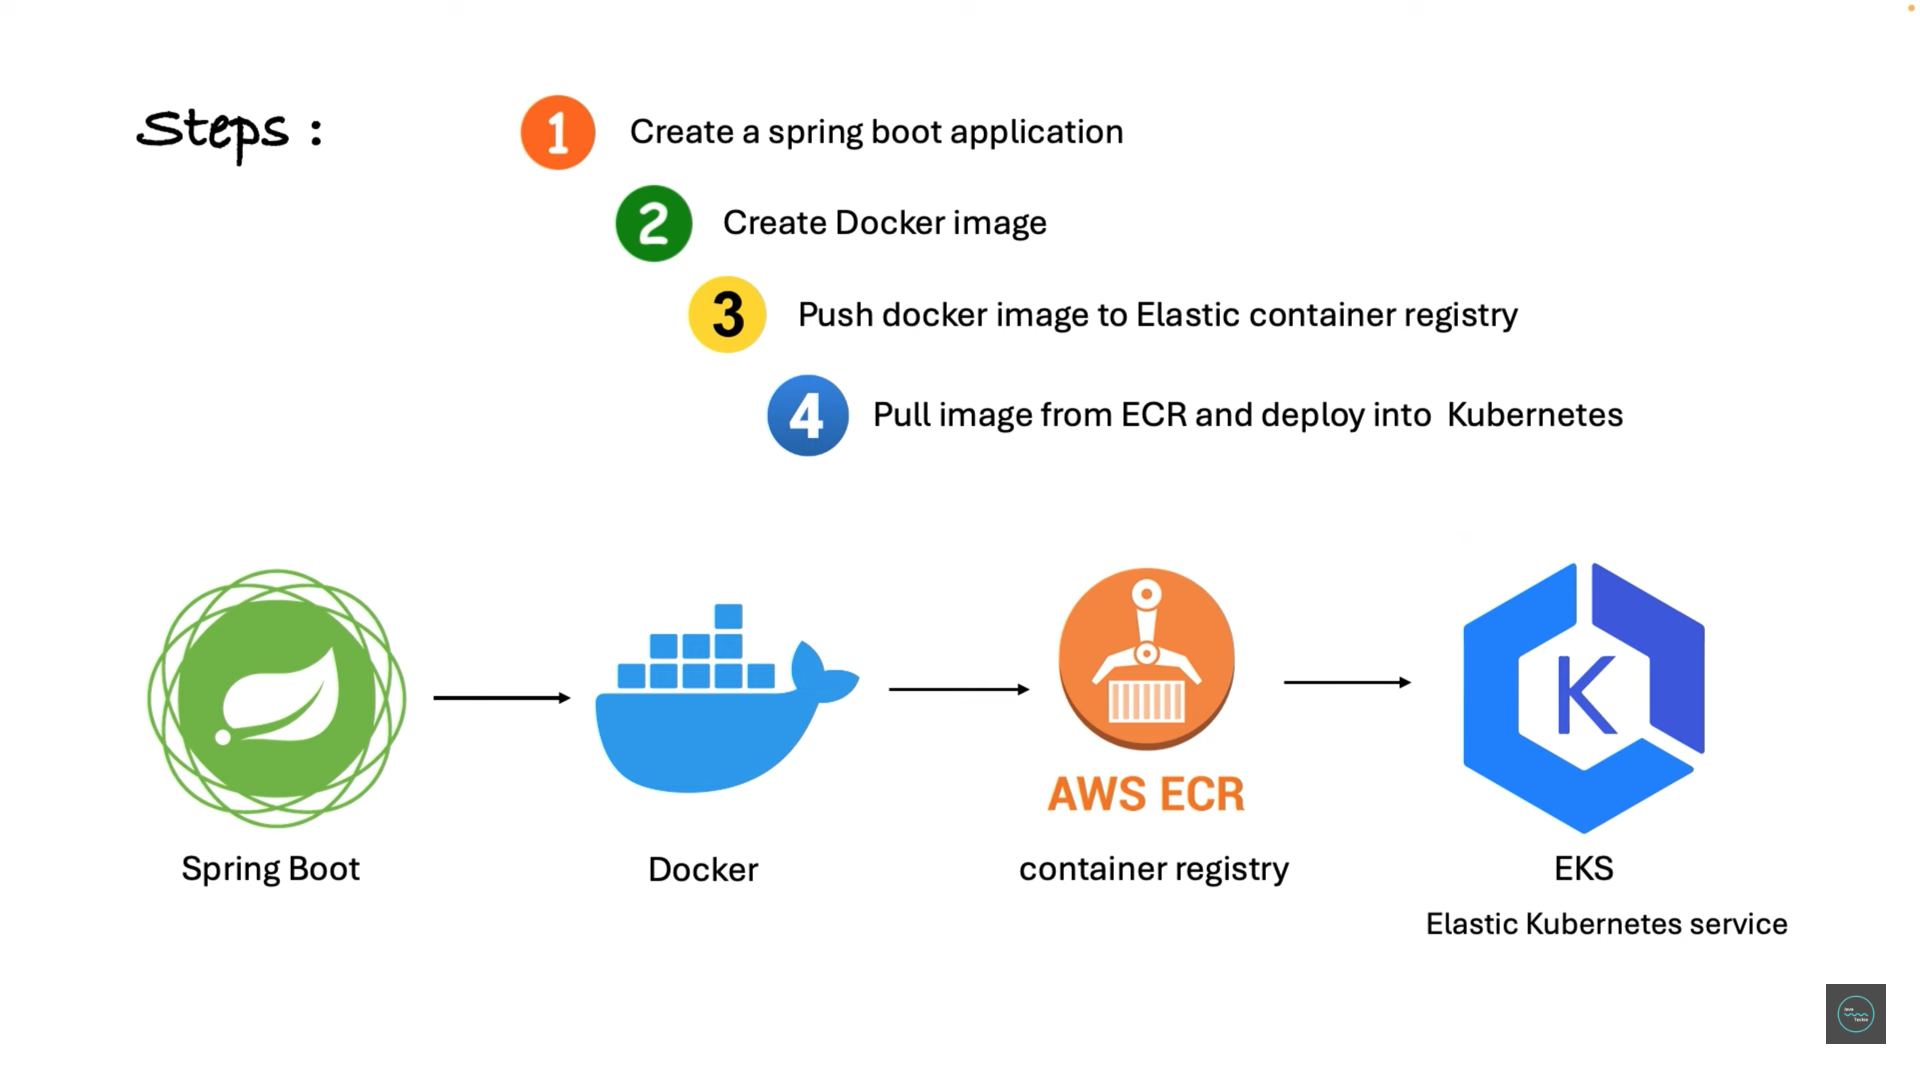 Steps :
1 Create a spring boot application
2 Create Docker image
3 Push docker image to Elastic container registry
4 Pull image from ECR and deploy into Kubernetes
K
AWS ECR
Spring Boot
Docker
container registry
EKS
Elastic Kubernetes service
Java
Techie